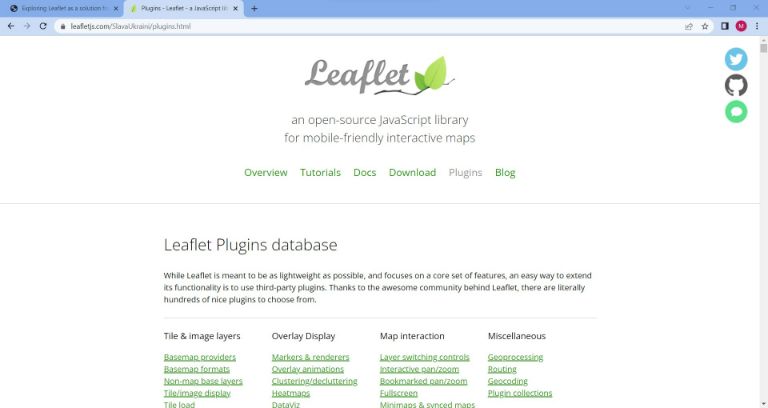 Exploring Leaflet as a solution fo
Plugins - Leaflet - a JavaScript lib
leafletjs.com/SlavaUkraini/plugins.html
M
Leaflet
an open-source JavaScript library
for mobile-friendly interactive maps
Overview Tutorials Docs Download Plugins Blog
Leaflet Plugins database
While Leaflet is meant to be as lightweight as possible, and focuses on a core set of features, an easy way to extend
its functionality is to use third-party plugins. Thanks to the awesome community behind Leaflet, there are literally
hundreds of nice plugins to choose from.
Tile & image layers Overlay Display Map interaction Miscellaneous
Basemap providers Markers & renderers Layer switching controls Geoprocessing
Basemap formats Overlay animations Interactive pan/zoom Routing
Non-map base layers Clustering/decluttering Bookmarked pan/zoom Geocoding
Tile/image display Heatmaps Fullscreen Plugin collections
Tile load DataViz Minimaps & synced maps